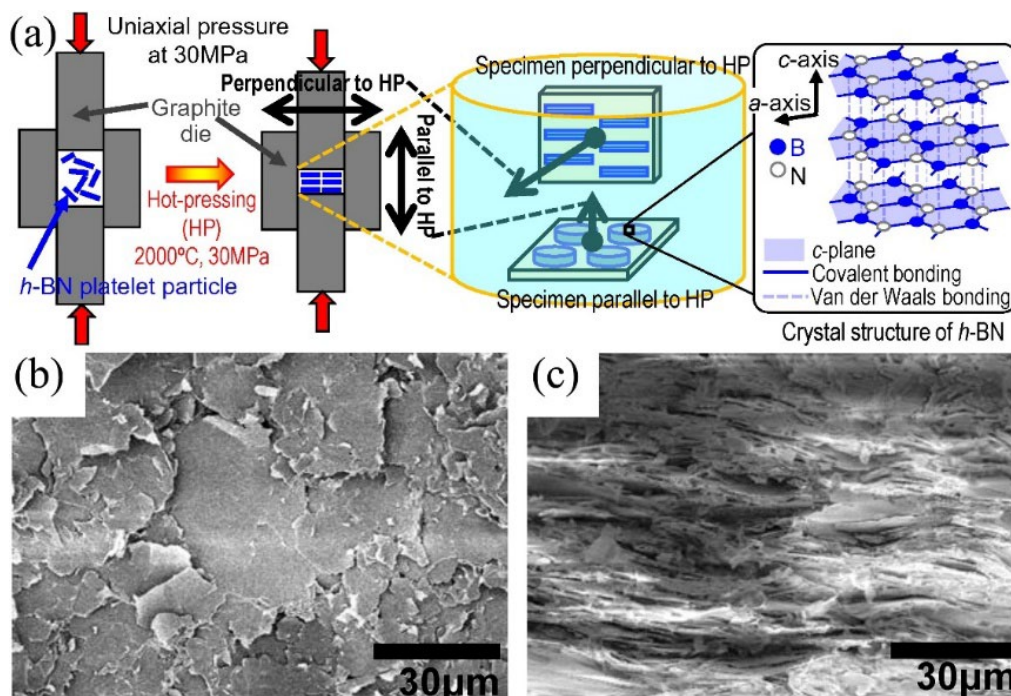 (a)
Uniaxial pressure
at 30MPa
Graphite
die
Hot-pressing
(HP)
2000ºC, 30MPa
h-BN platelet particle
Perpendicular to HP
Parallel to HP
Specimen perpendicular to HP
Specimen parallel to HP
c-axis
a-axis
B
N
c-plane
Covalent bonding
Van der Waals bonding
Crystal structure of h-BN
(b)
30μm
(c)
30μm